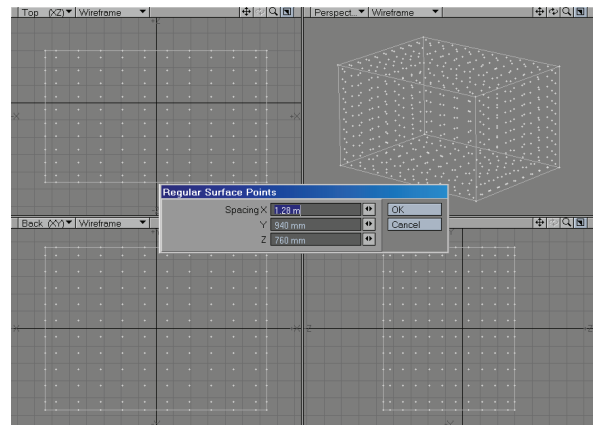 Top (XZ) Wireframe
Perspect... Wireframe
X
+X
Regular Surface Points
Spacing X 1.28 m
Y 940 mm
Z 760 mm
OK
Cancel
Back (XY) Wireframe